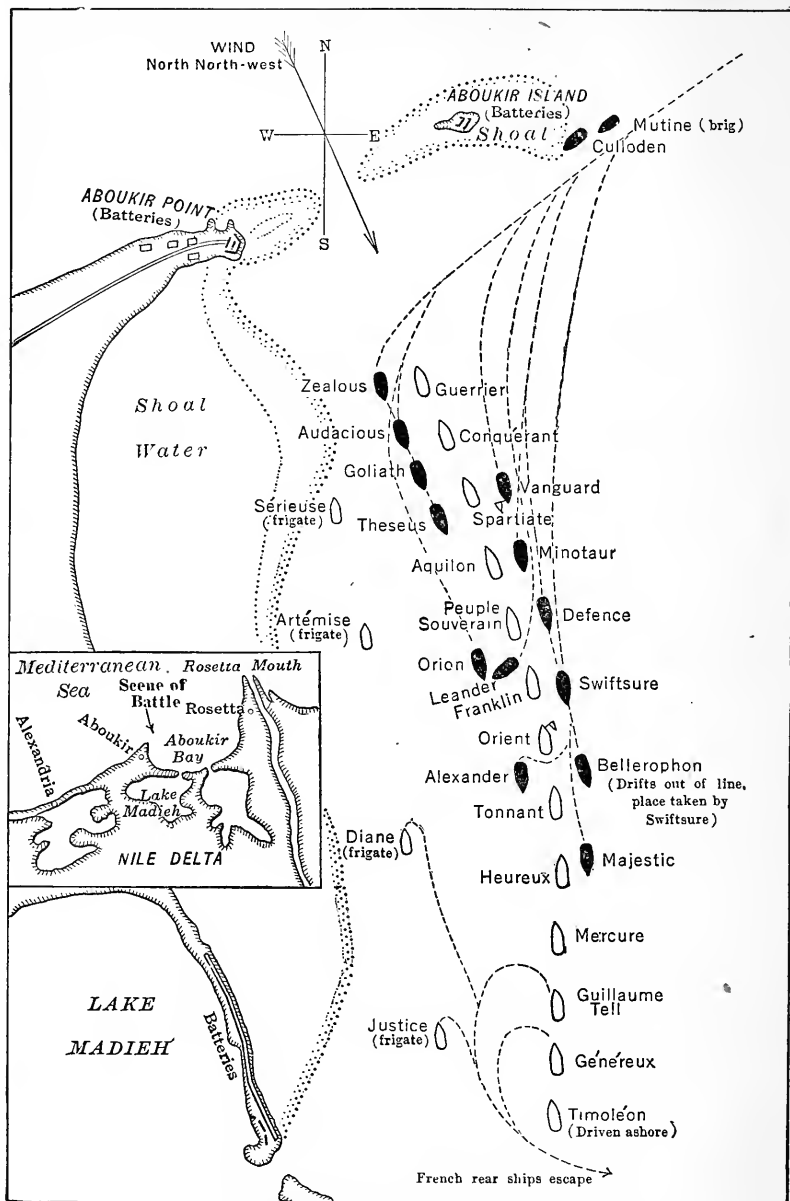 WIND
North North-west
N
W
E
S
ABOUKIR ISLAND
(Batteries)
Shoal
Mutine (brig)
Culloden
ABOUKIR POINT
(Batteries)
Shoal
Water
Zealous
Guerrier
Audacious
Conquérant
Goliath
Vanguard
Sérieuse
(frigate)
Theseus
Spartiate
Aquilon
Minotaur
Peuple
Souverain
Defence
Artémise
(frigate)
Orion
Leander
Franklin
Swiftsure
Orient
Alexander
Bellerophon
(Drifts out of line,
place taken by
Swiftsure)
Tonnant
Diane
(frigate)
Heureux
Majestic
Mercure
Guillaume
Tell
Justice
(frigate)
Généreux
Timoléon
(Driven ashore)
French rear ships escape
Mediterranean
Sea
Rosetta Mouth
Scene of
Battle
Rosetta
Alexandria
Aboukir
Aboukir
Bay
Lake
Madieh
NILE DELTA
LAKE
MADIEH
Batteries